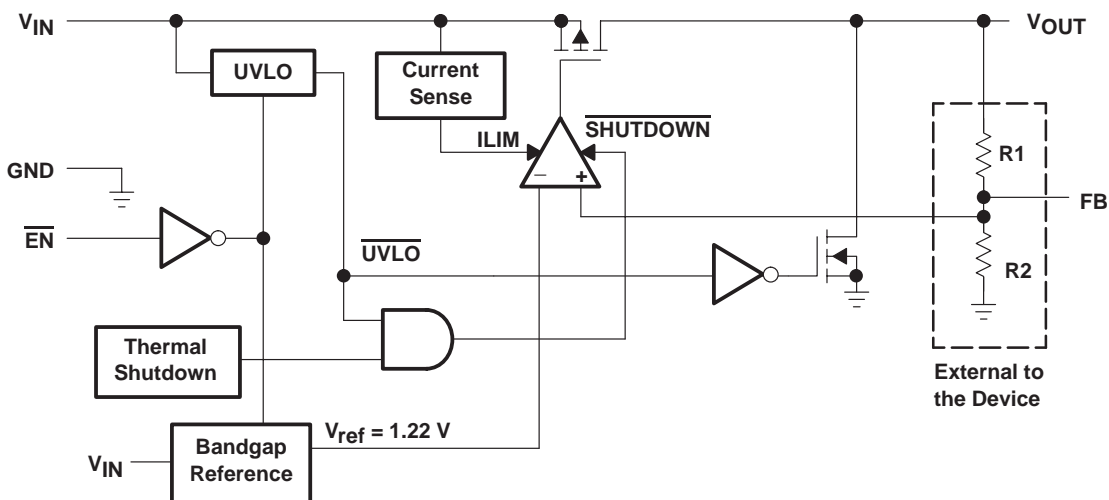 VIN
VOUT
UVLO
Current
Sense
SHUTDOWN
ILIM
R1
GND
FB
EN
UVLO
R2
Thermal
Shutdown
External to
the Device
Vref = 1.22 V
Bandgap
Reference
VIN
− +